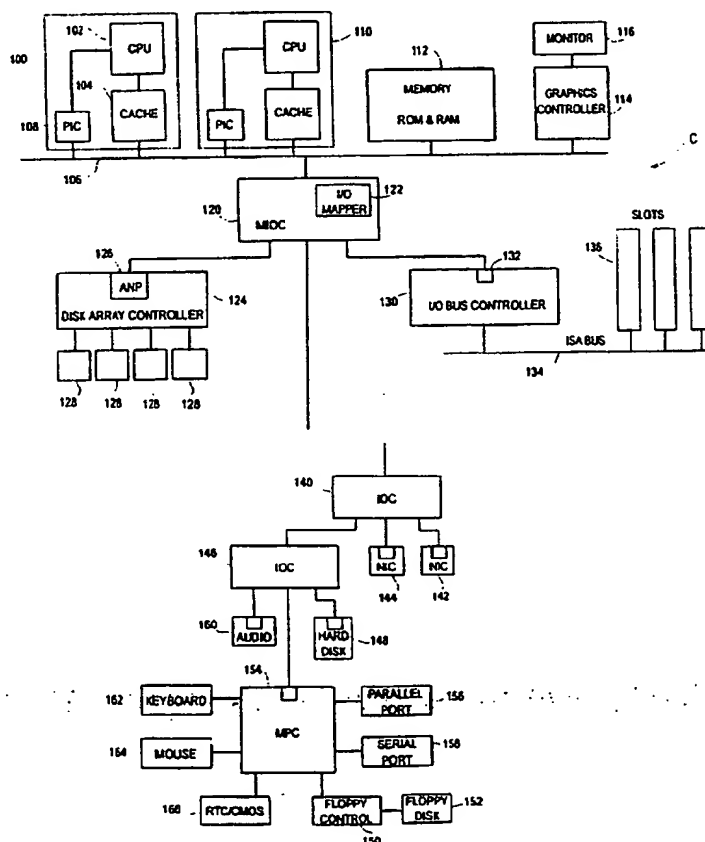 102
CPU
100
104
CACHE
108
PIC
106
110
CPU
CACHE
PIC
112
MEMORY
ROM & RAM
MONITOR
116
GRAPHICS
CONTROLLER
114
C
120
MIOC
I/O
MAPPER
122
126
ANP
DISK ARRAY CONTROLLER
124
128
128
128
128
132
130
I/O BUS CONTROLLER
SLOTS
136
ISA BUS
134
140
IOC
146
IOC
NIC
144
NIC
142
160
AUDIO
HARD
DISK
148
154
162
KEYBOARD
MPC
PARALLEL
PORT
156
164
MOUSE
SERIAL
PORT
158
166
RTC/CMOS
FLOPPY
CONTROL
150
FLOPPY
DISK
152